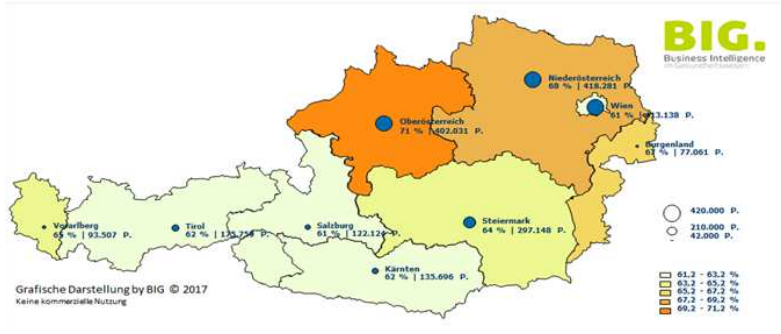 BIG.
Business Intelligence
im Gesundheitswesen
Niederösterreich
68 % | 418.281 P.
Wien
61 % | 413.138 P.
Oberösterreich
71 % | 402.031 P.
Burgenland
67 % | 77.061 P.
Vorarlberg
65 % | 93.507 P.
Tirol
62 % | 175.758 P.
Salzburg
61 % | 122.124 P.
Steiermark
64 % | 297.148 P.
Kärnten
62 % | 135.696 P.
420.000 P.
210.000 P.
42.000 P.
61,2 - 63,2 %
63,2 - 65,2 %
65,2 - 67,2 %
67,2 - 69,2 %
69,2 - 71,2 %
Grafische Darstellung by BIG © 2017
Keine kommerzielle Nutzung